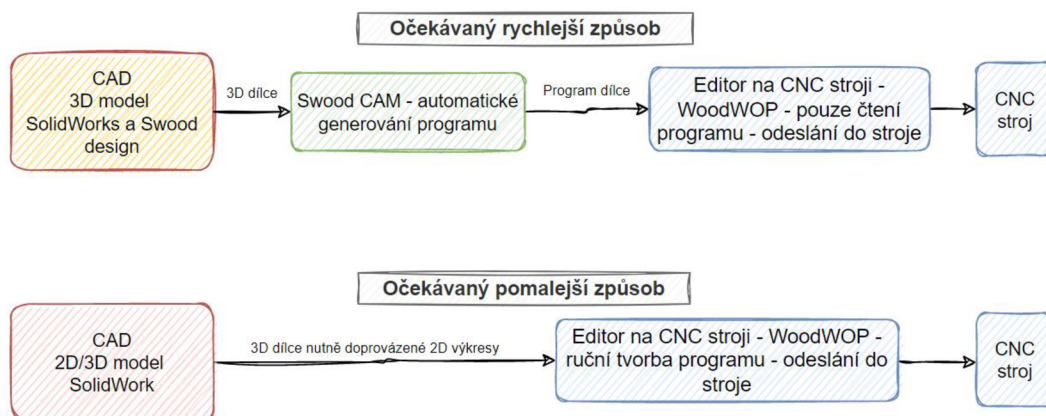 Očekávaný rychlejší způsob
CAD
3D model
SolidWorks a Swood
design
3D dílce
Swood CAM - automatické
generování programu
Program dílce
Editor na CNC stroji -
WoodWOP - pouze čtení
programu - odeslání do
stroje
CNC
stroj
Očekávaný pomalejší způsob
CAD
2D/3D model
SolidWork
3D dílce nutně doprovázené 2D výkresy
Editor na CNC stroji - WoodWOP -
ruční tvorba programu - odeslání do
stroje
CNC
stroj